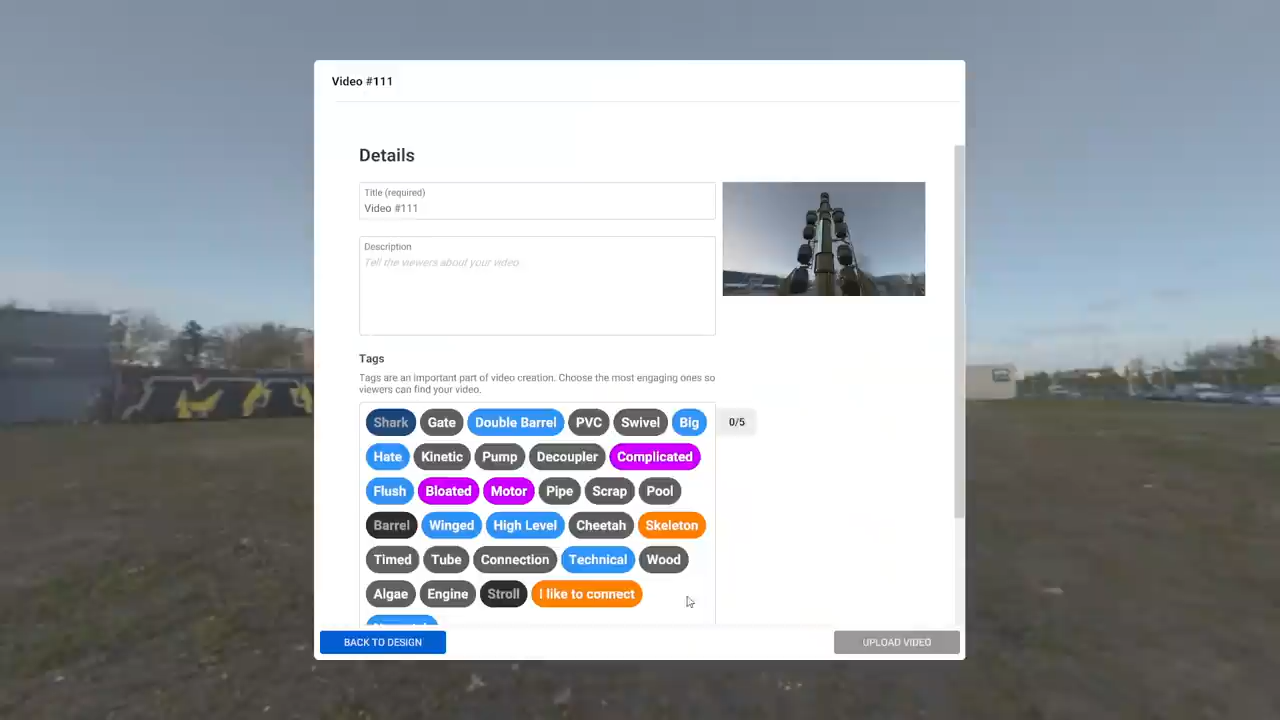 Video #111
Details
Title (required)
Video #111
Description
Tell the viewers about your video
Tags
Tags are an important part of video creation. Choose the most engaging ones so
viewers can find your video.
Shark Gate Double Barrel PVC Swivel Big 0/5
Hate Kinetic Pump Decoupler Complicated
Flush Bloated Motor Pipe Scrap Pool
Barrel Winged High Level Cheetah Skeleton
Timed Tube Connection Technical Wood
Algae Engine Stroll I like to connect
BACK TO DESIGN UPLOAD VIDEO